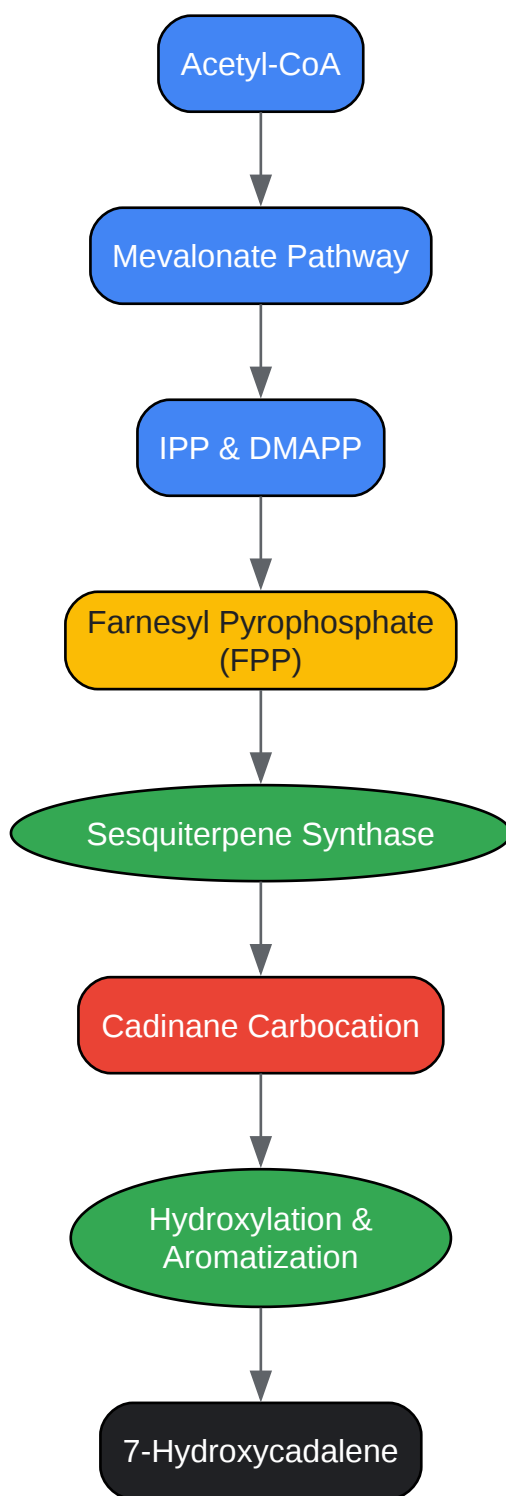 Acetyl-CoA
Mevalonate Pathway
IPP & DMAPP
Farnesyl Pyrophosphate
(FPP)
Sesquiterpene Synthase
Cadinane Carbocation
Hydroxylation &
Aromatization
7-Hydroxycadalene